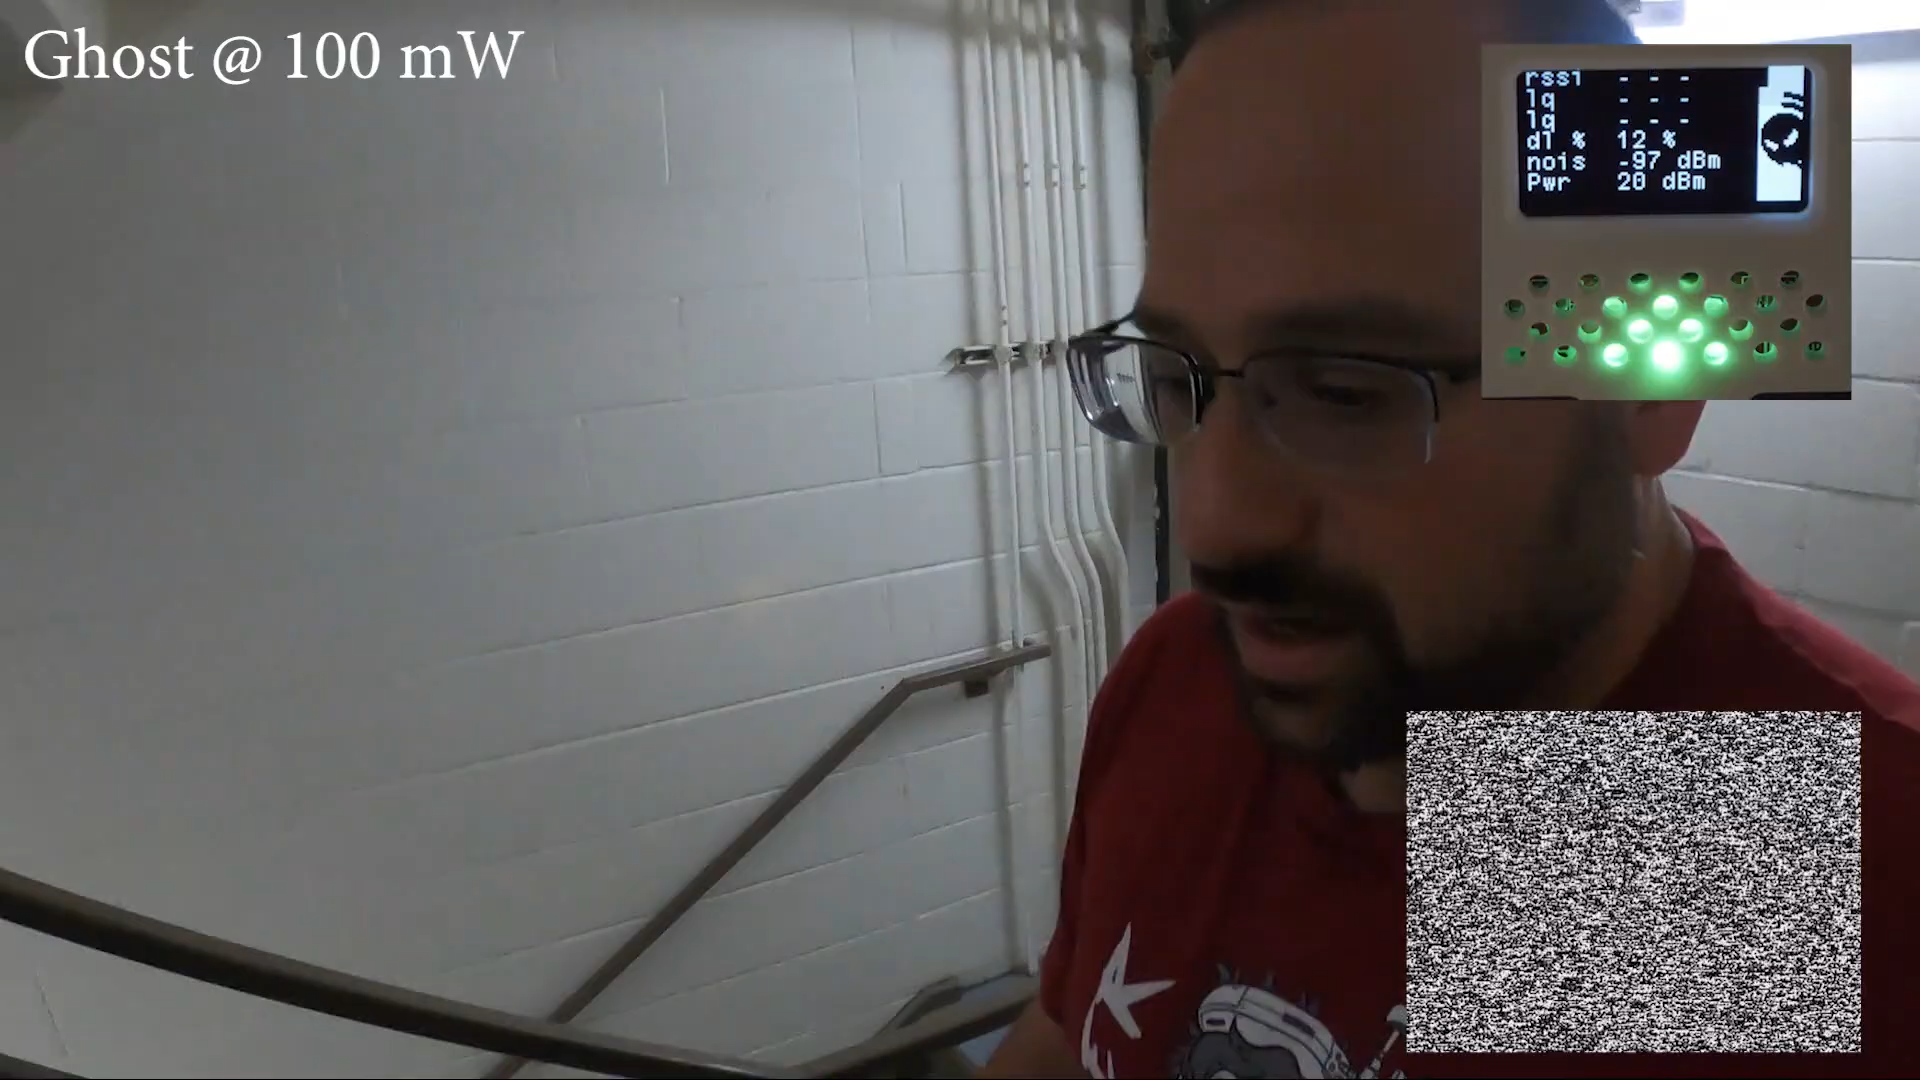 Ghost @ 100 mW
rssi - - -
lq - - -
lq - - -
dl % 12 %
nois -97 dBm
Pwr 20 dBm